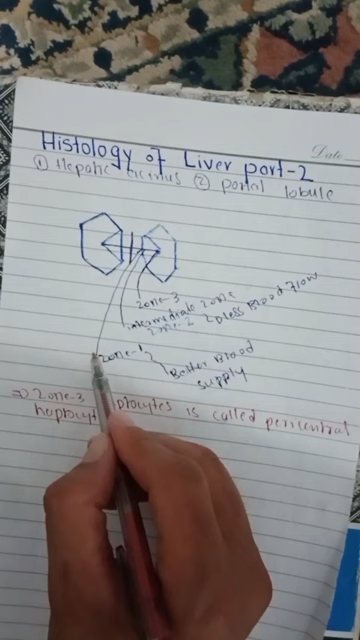 Histology of Liver part-2
Date
① Hepatic acinus ② portal lobule
zone-3
intermediate zone
zone-2 less Blood flow
zone-1
Better Blood
supply
⇒ zone-3
hepatocytes is called pericentral